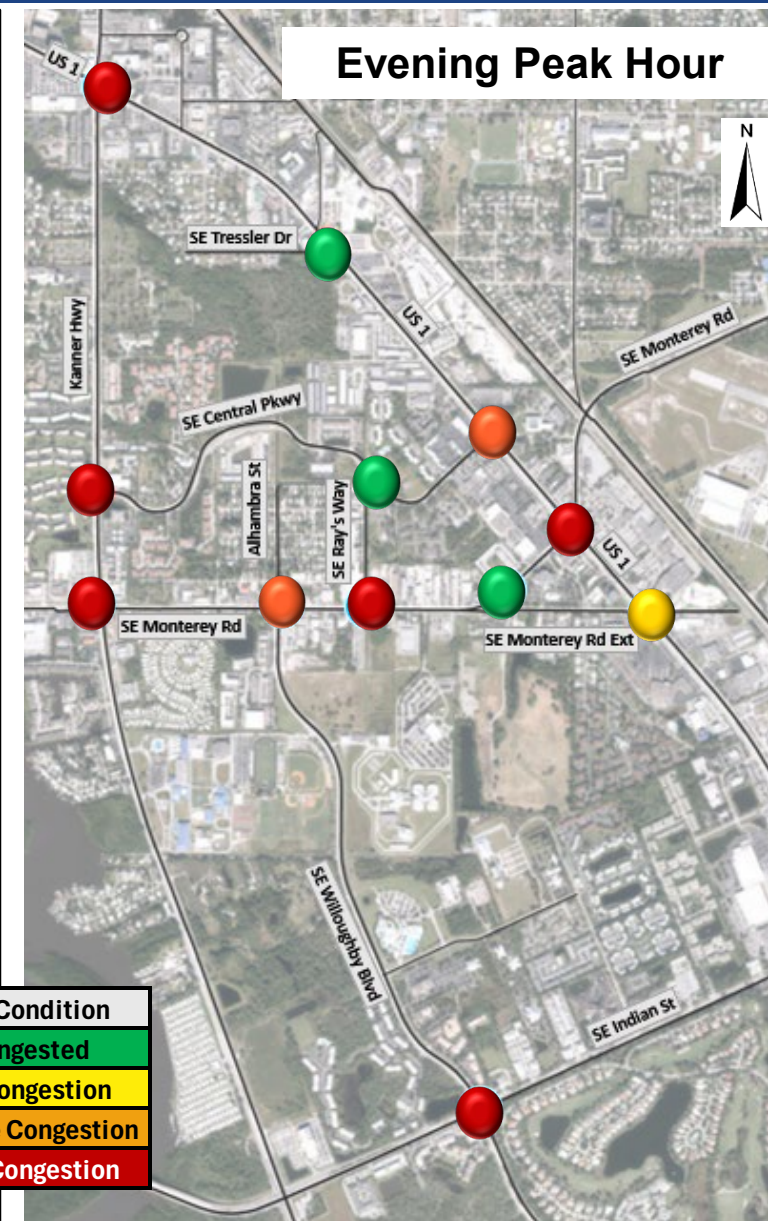 Evening Peak Hour
N
US 1
SE Tressler Dr
US 1
Kanner Hwy
SE Monterey Rd
SE Central Pkwy
Alhambra St
SE Ray's Way
US 1
SE Monterey Rd
SE Monterey Rd Ext
SE Willoughby Blvd
SE Indian St
Condition
ngested
ongestion
Congestion
Congestion